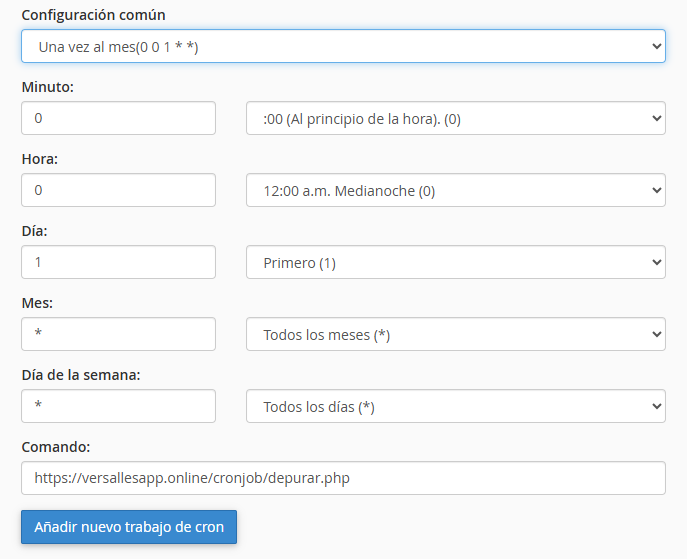 Configuración común
Una vez al mes(0 0 1 * *)
Minuto:
0
:00 (Al principio de la hora). (0)
Hora:
0
12:00 a.m. Medianoche (0)
Día:
1
Primero (1)
Mes:
*
Todos los meses (*)
Día de la semana:
*
Todos los días (*)
Comando:
https://versallesapp.online/cronjob/depurar.php
Añadir nuevo trabajo de cron